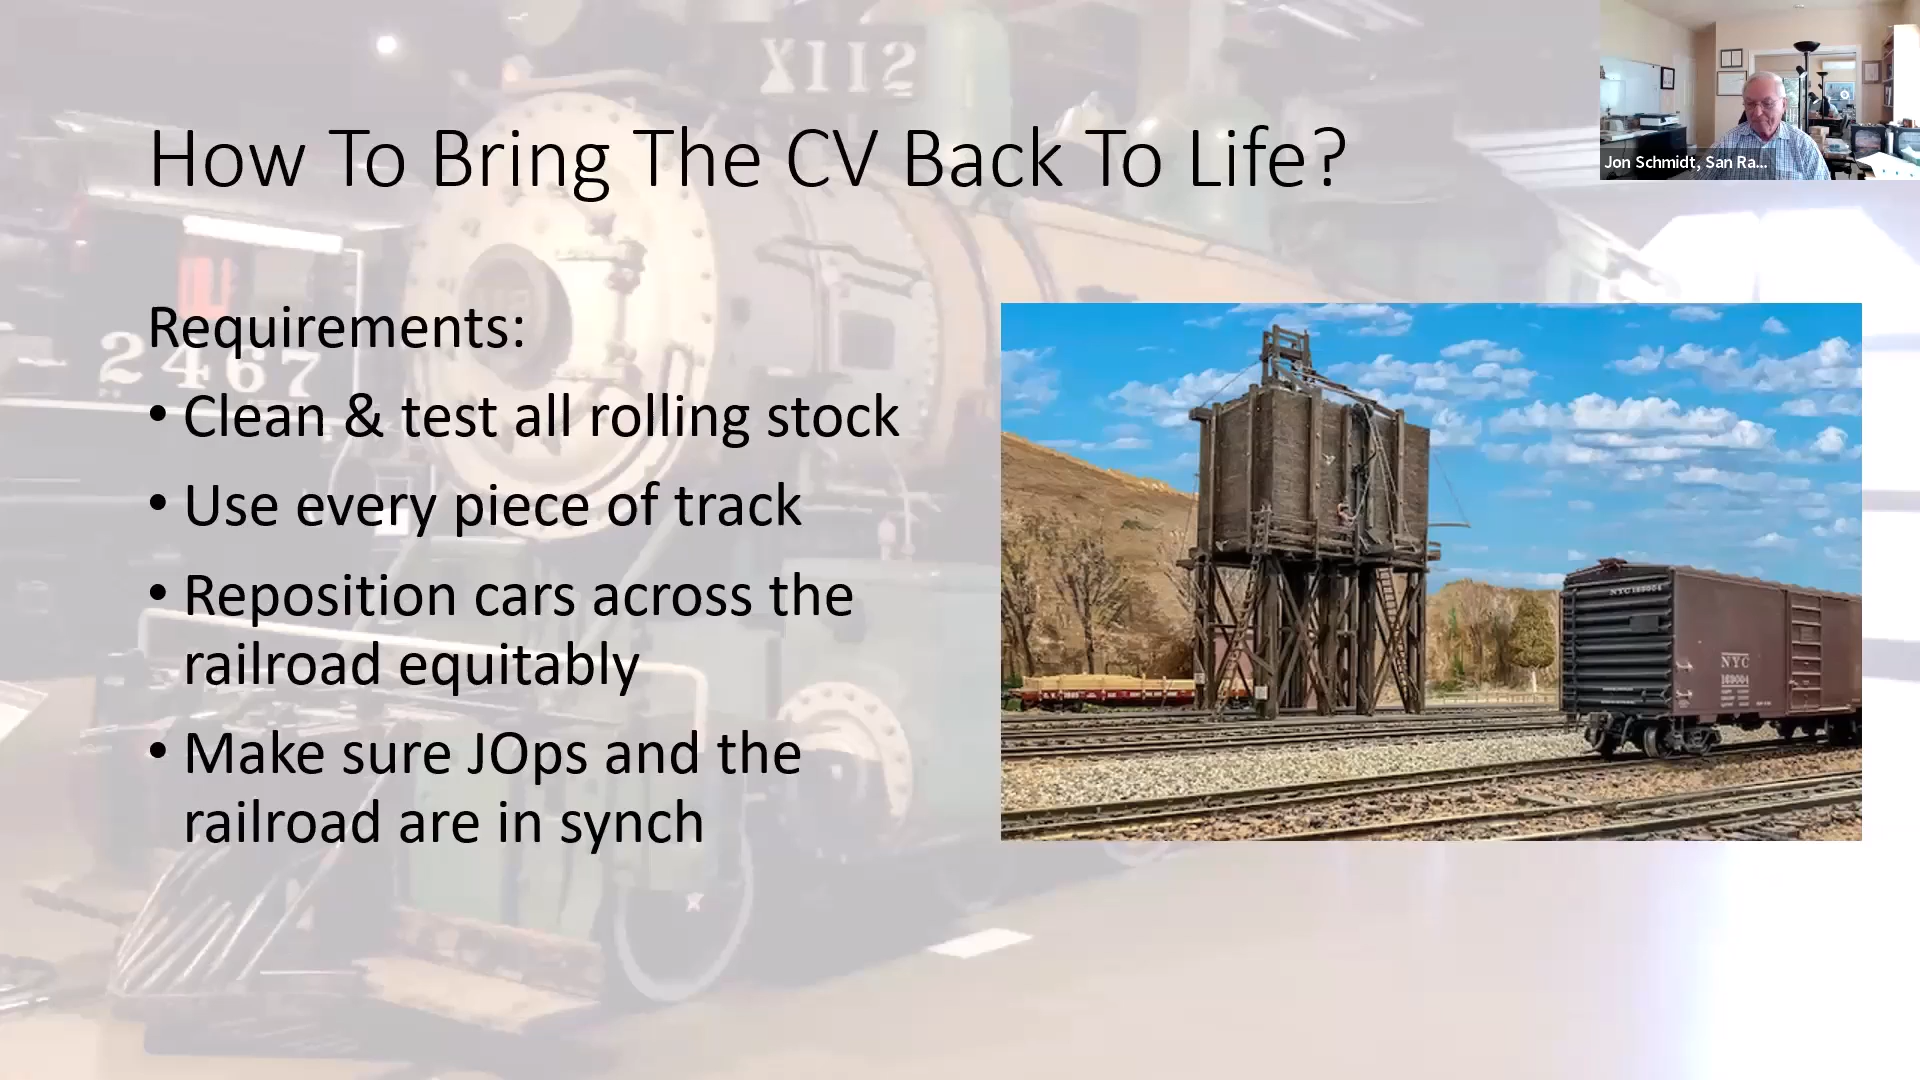 X112
Jon Schmidt, San Ra...
How To Bring The CV Back To Life?
Requirements:
2467
• Clean & test all rolling stock
• Use every piece of track
• Reposition cars across the
railroad equitably
• Make sure JOps and the
railroad are in synch
NYC